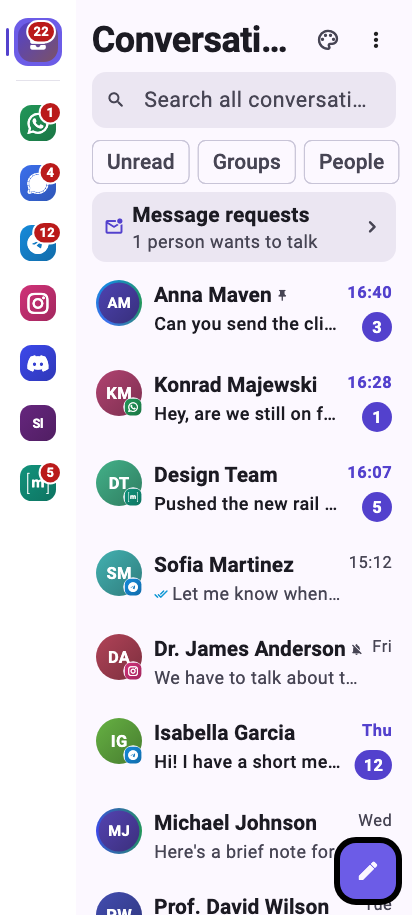 22
Conversati…
Search all conversati…
Unread
Groups
People
Message requests
1 person wants to talk
1
4
12
Sl
[m]
5
AM
Anna Maven
16:40
Can you send the cli…
3
KM
Konrad Majewski
16:28
Hey, are we still on f…
1
DT
Design Team
16:07
Pushed the new rail …
5
SM
Sofia Martinez
15:12
Let me know when…
DA
Dr. James Anderson
Fri
We have to talk about t…
IG
Isabella Garcia
Thu
Hi! I have a short me…
12
MJ
Michael Johnson
Wed
Here's a brief note for
Prof. David Wilson